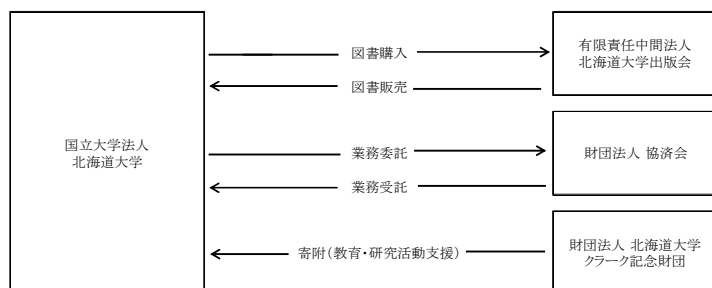 国立大学法人
北海道大学
図書購入
図書販売
有限責任中間法人
北海道大学出版会
業務委託
業務受託
財団法人 協済会
寄附(教育・研究活動支援)
財団法人 北海道大学
クラーク記念財団